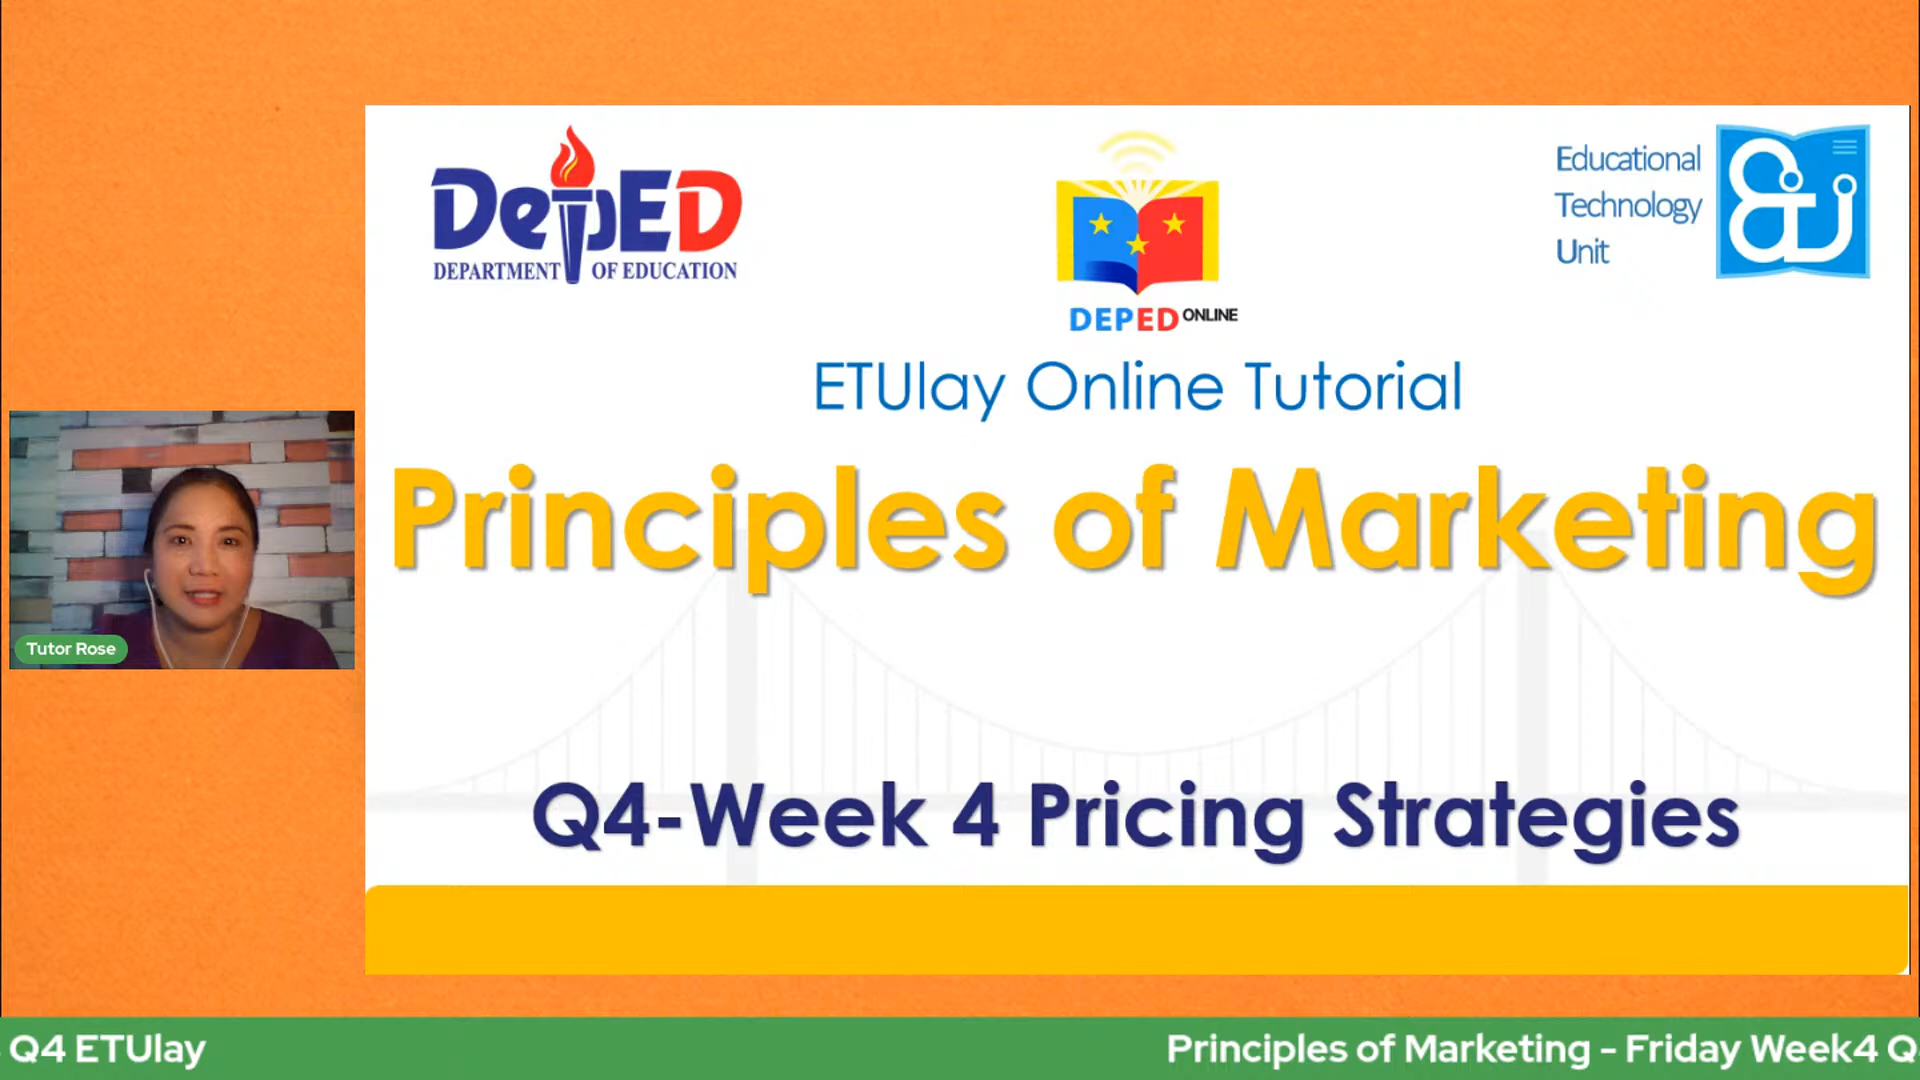 DepED
DEPARTMENT OF EDUCATION
DEPED ONLINE
Educational
Technology
Unit
ETUlay Online Tutorial
Principles of Marketing
Tutor Rose
Q4-Week 4 Pricing Strategies
Q4 ETUlay
Principles of Marketing - Friday Week4 Q